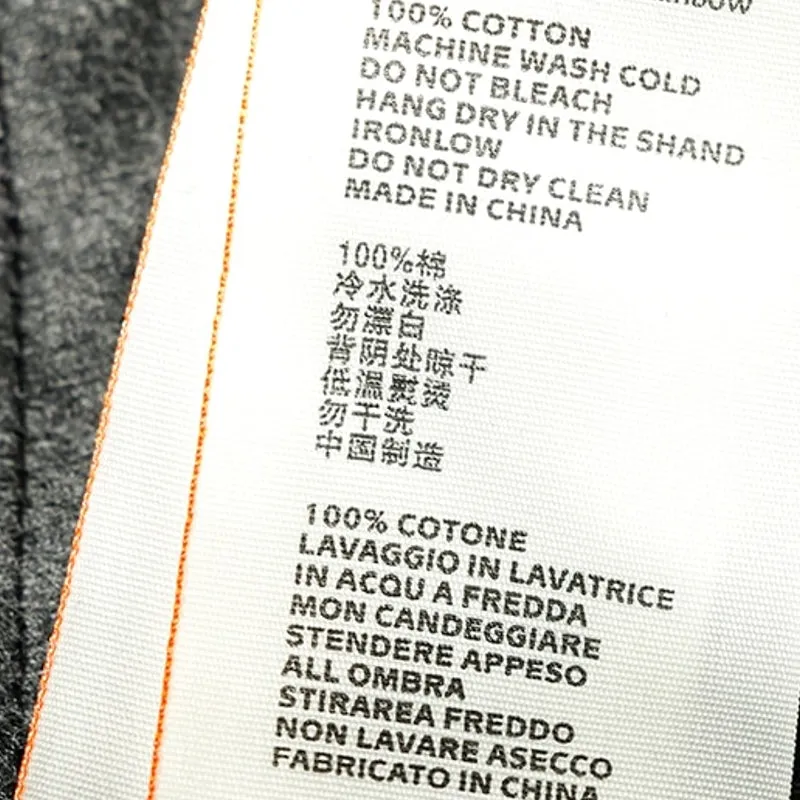 100% COTTON
MACHINE WASH COLD
DO NOT BLEACH
HANG DRY IN THE SHAND
IRONLOW
DO NOT DRY CLEAN
MADE IN CHINA
100%棉
冷水洗涤
勿漂白
背阴处晾干
低温熨烫
勿干洗
中国制造
100% COTONE
LAVAGGIO IN LAVATRICE
IN ACQU A FREDDA
MON CANDEGGIARE
STENDERE APPESO
ALL OMBRA
STIRAREA FREDDO
NON LAVARE ASECCO
FABRICATO IN CHINA